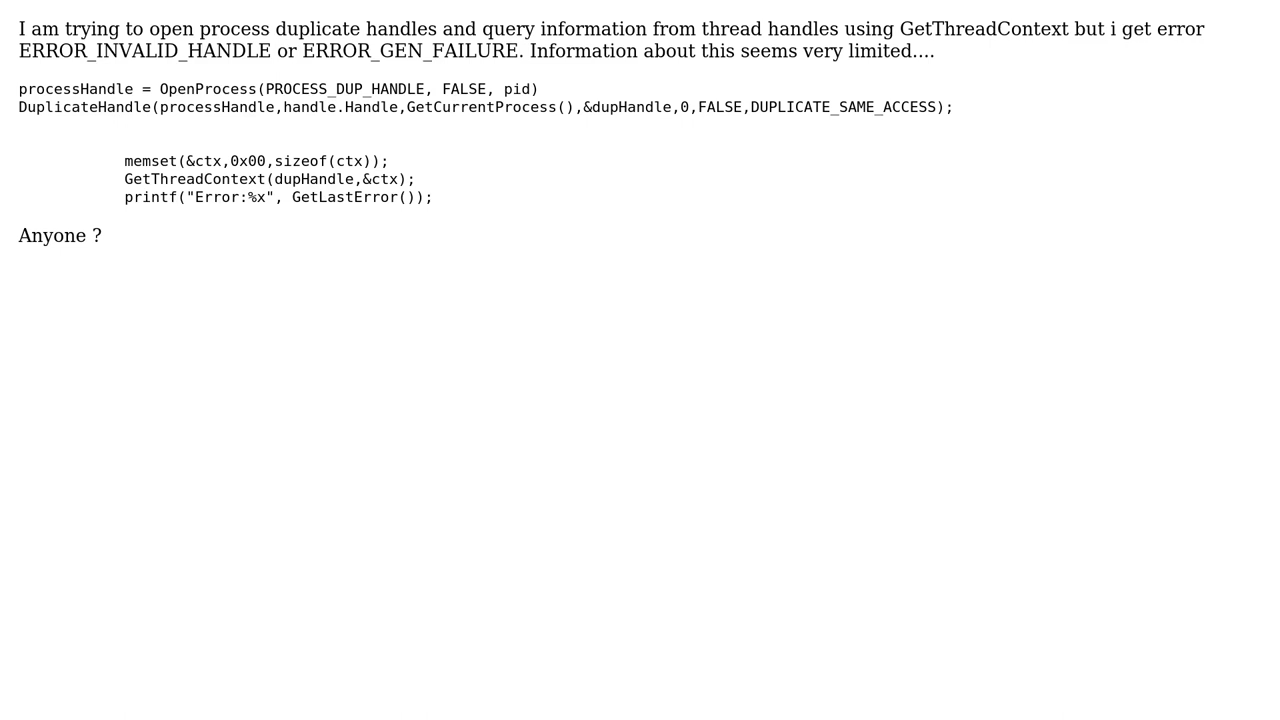 I am trying to open process duplicate handles and query information from thread handles using GetThreadContext but i get error
ERROR_INVALID_HANDLE or ERROR_GEN_FAILURE. Information about this seems very limited....
processHandle = OpenProcess(PROCESS_DUP_HANDLE, FALSE, pid)
DuplicateHandle(processHandle,handle.Handle,GetCurrentProcess(),&dupHandle,0,FALSE,DUPLICATE_SAME_ACCESS);
memset(&ctx,0x00,sizeof(ctx));
GetThreadContext(dupHandle,&ctx);
printf("Error:%x", GetLastError());
Anyone ?